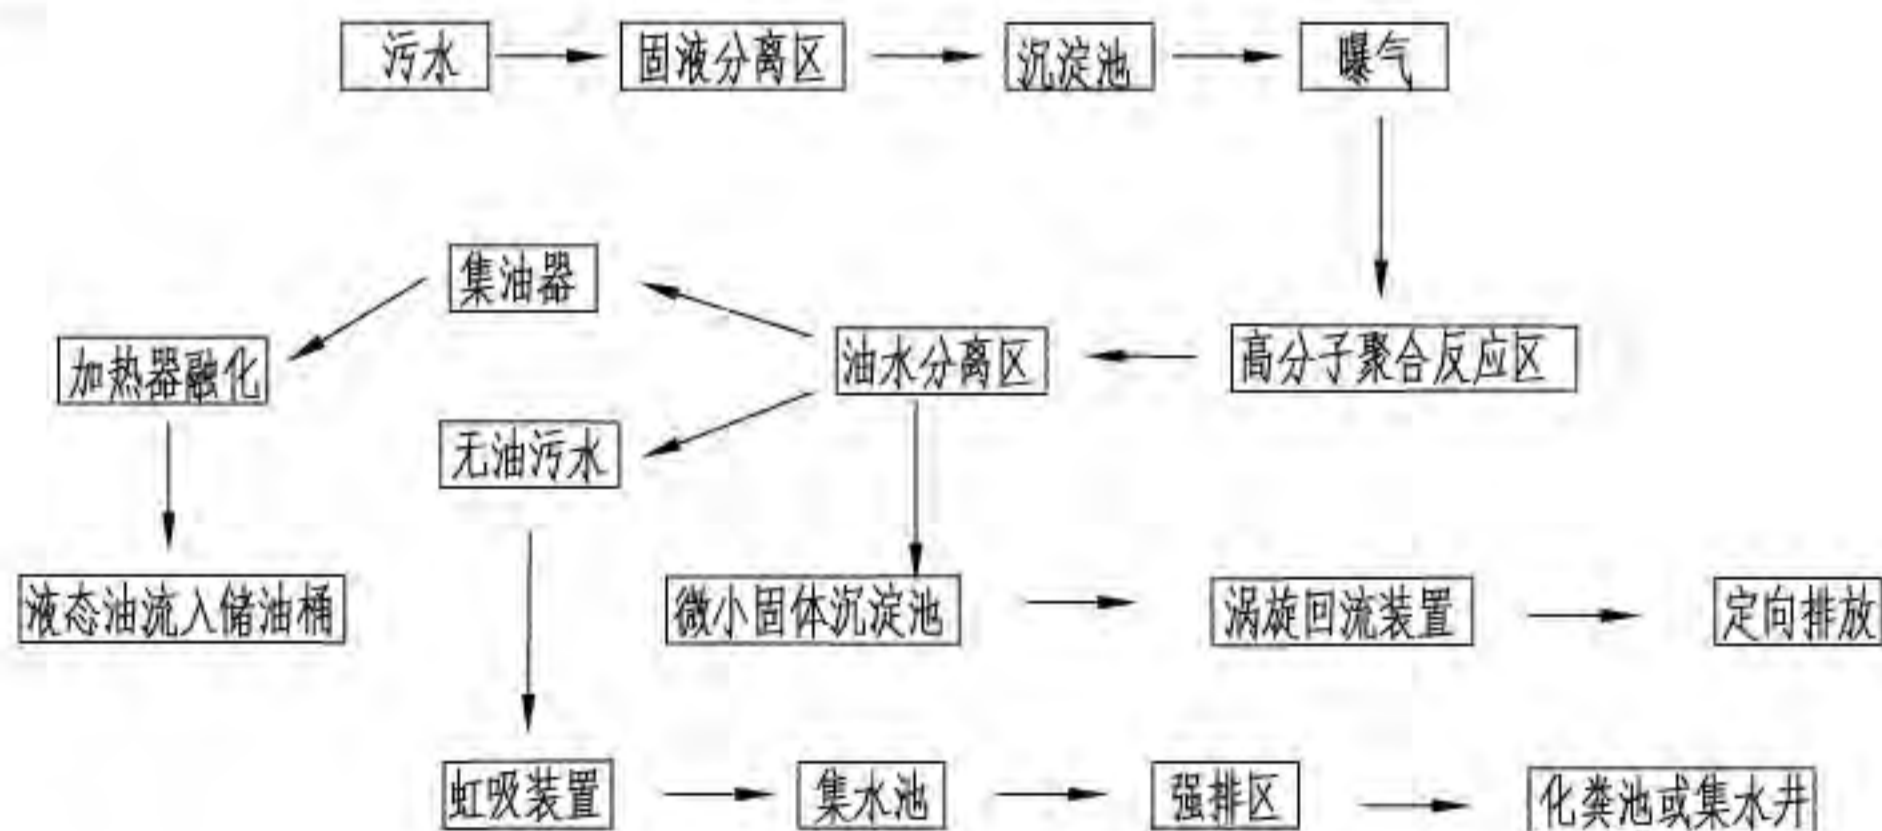 污水
固液分离区
沉淀池
曝气
集油器
加热器融化
油水分离区
高分子聚合反应区
无油污水
液态油流入储油桶
微小固体沉淀池
涡旋回流装置
定向排放
虹吸装置
集水池
强排区
化粪池或集水井